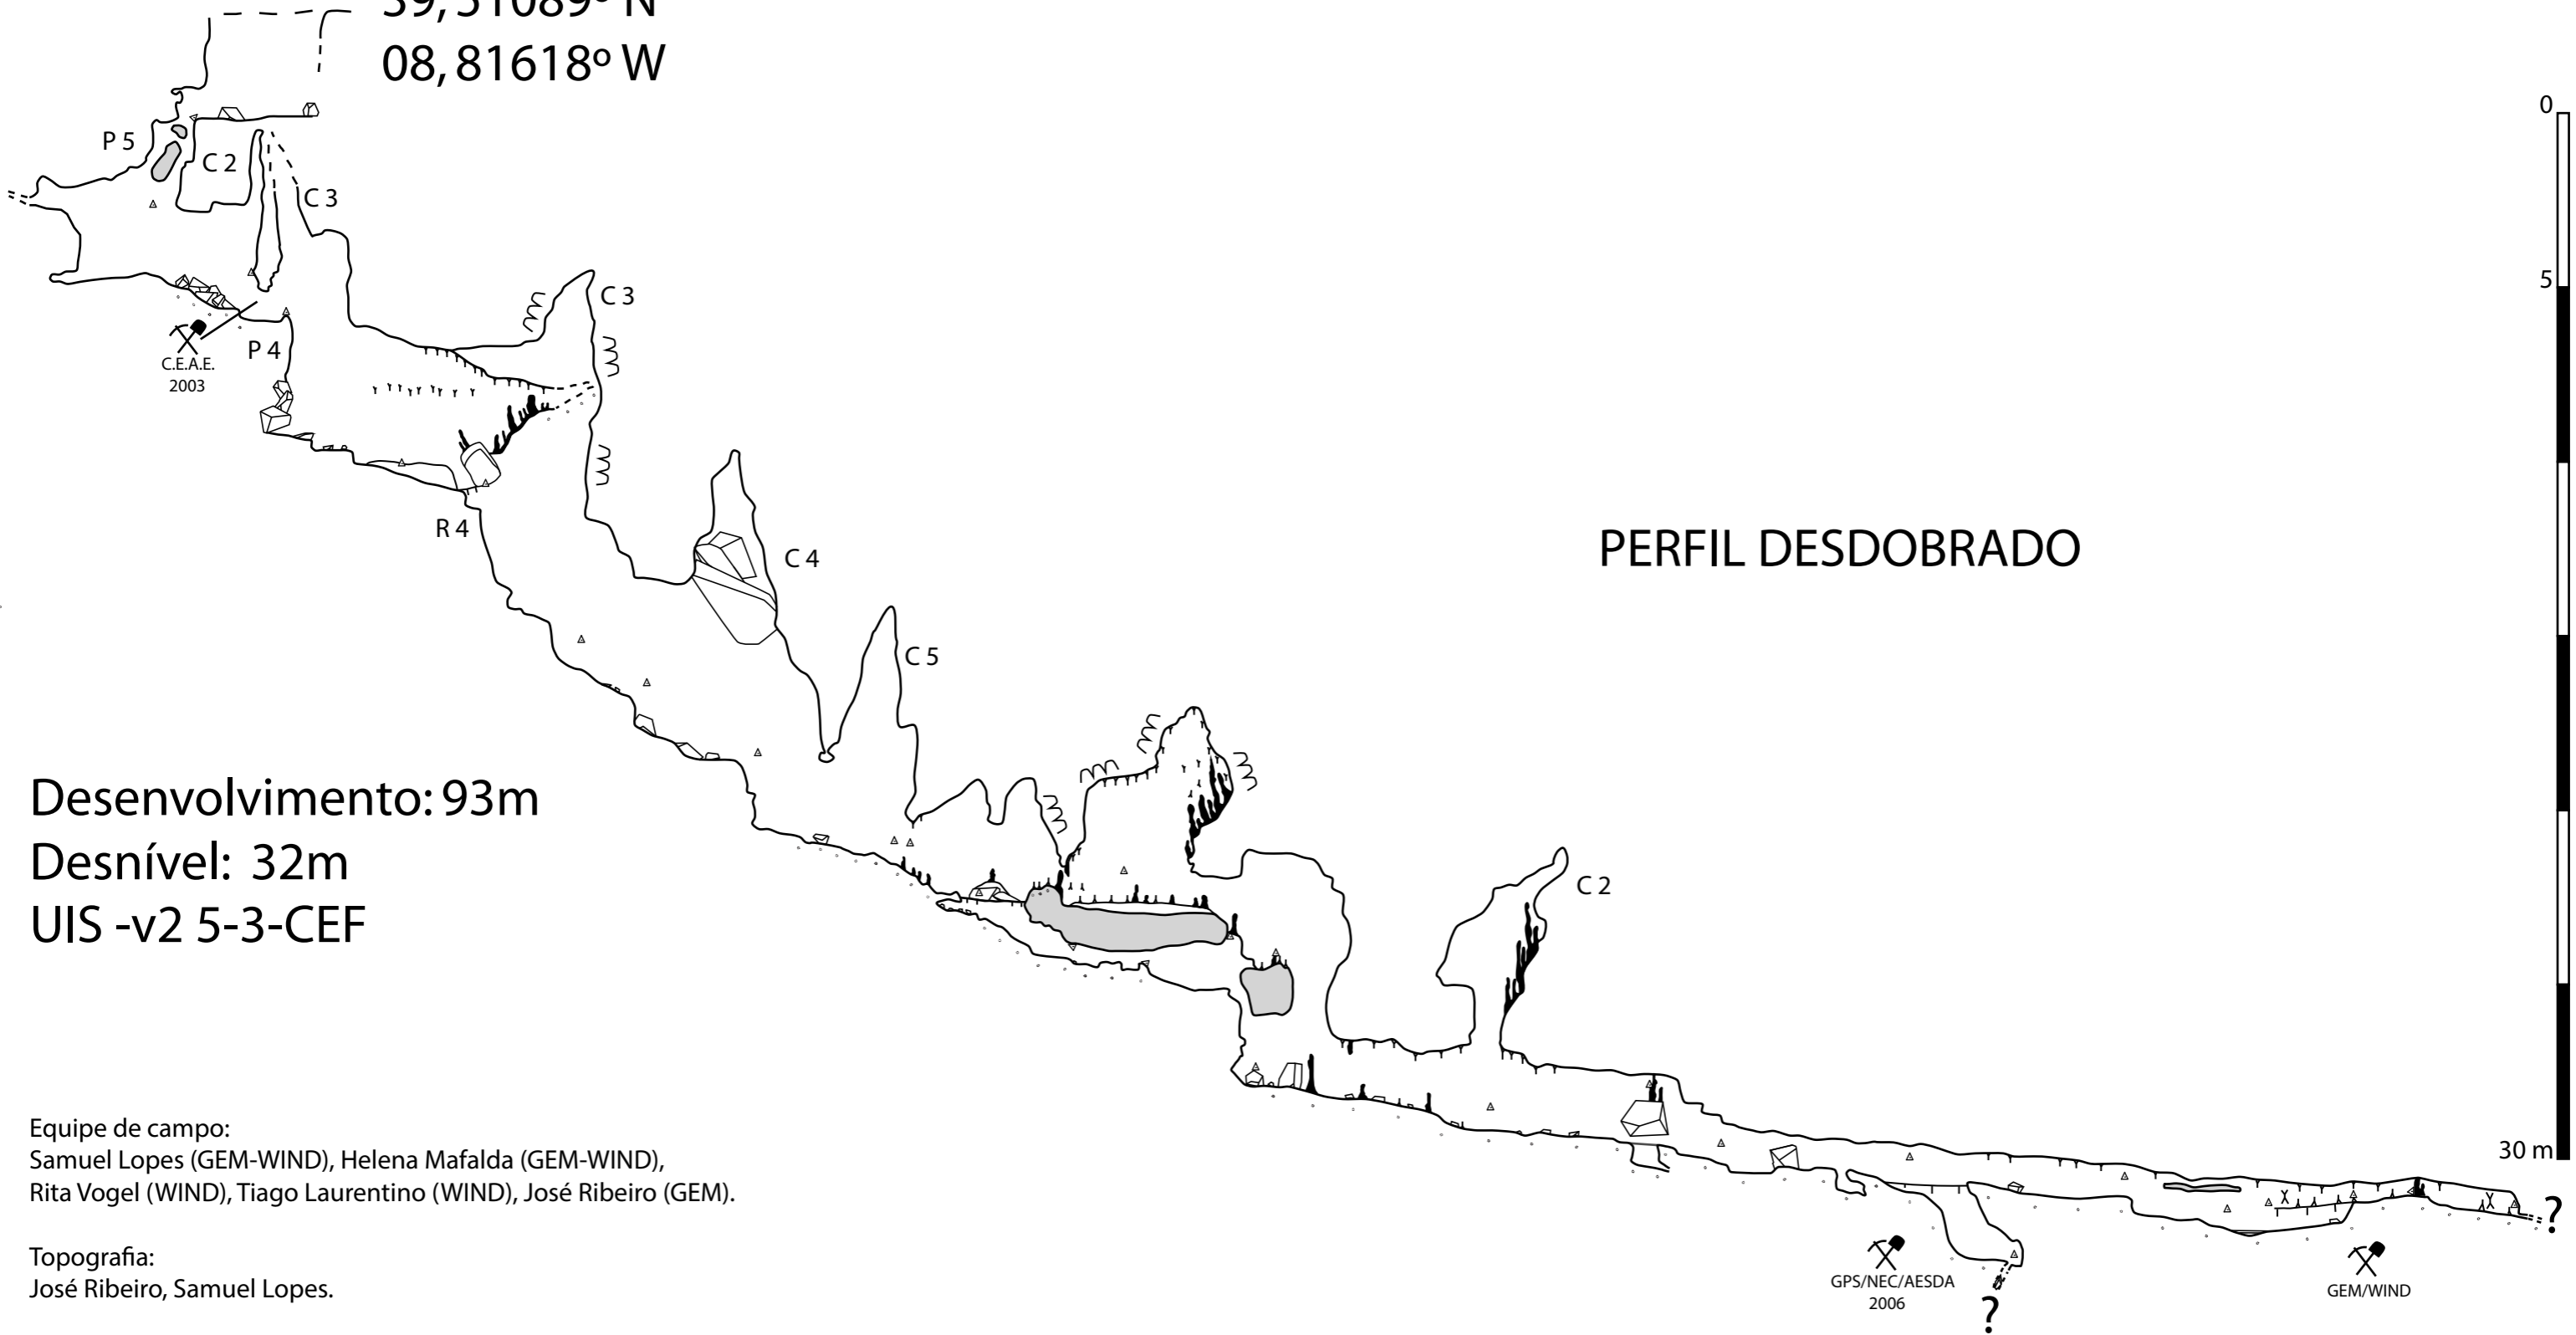 39,51089º N
08,81618º W
0
P 5
C 2
C 3
5
C 3
P 4
C.E.A.E.
2003
R 4
PERFIL DESDOBRADO
C 4
C 5
Desenvolvimento: 93m
Desnível: 32m
UIS -v2 5-3-CEF
C 2
Equipe de campo:
Samuel Lopes (GEM-WIND), Helena Mafalda (GEM-WIND),
Rita Vogel (WIND), Tiago Laurentino (WIND), José Ribeiro (GEM).
30 m
?
Topografia:
José Ribeiro, Samuel Lopes.
GPS/NEC/AESDA
2006
?
GEM/WIND